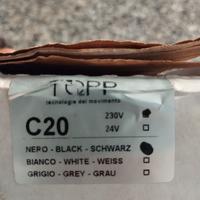 TOPP
tecnologie del movimento
C20
230V
24V
NERO - BLACK - SCHWARZ
BIANCO - WHITE - WEISS
GRIGIO - GREY - GRAU